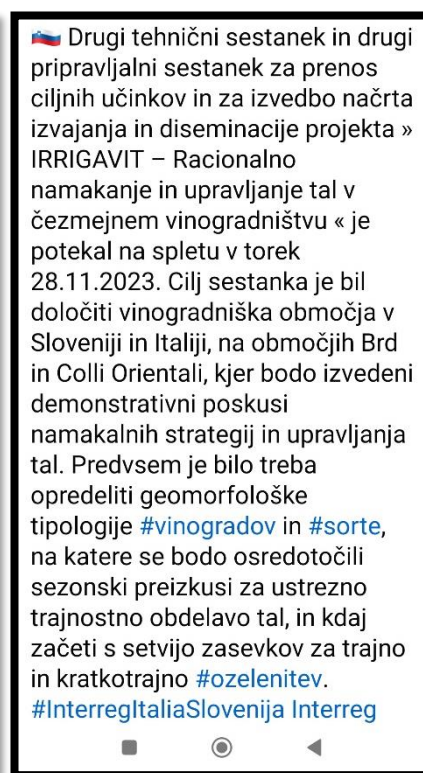 🇸🇮 Drugi tehnični sestanek in drugi
pripravljalni sestanek za prenos
ciljnih učinkov in za izvedbo načrta
izvajanja in diseminacije projekta »
IRRIGAVIT – Racionalno
namakanje in upravljanje tal v
čezmejnem vinogradništvu « je
potekal na spletu v torek
28.11.2023. Cilj sestanka je bil
določiti vinogradniška območja v
Sloveniji in Italiji, na območjih Brd
in Colli Orientali, kjer bodo izvedeni
demonstrativni poskusi
namakalnih strategij in upravljanja
tal. Predvsem je bilo treba
opredeliti geomorfološke
tipologije #vinogradov in #sorte,
na katere se bodo osredotočili
sezonski preizkusi za ustrezno
trajnostno obdelavo tal, in kdaj
začeti s setvijo zasevkov za trajno
in kratkotrajno #ozelenitev.
#InterregItaliaSlovenija Interreg